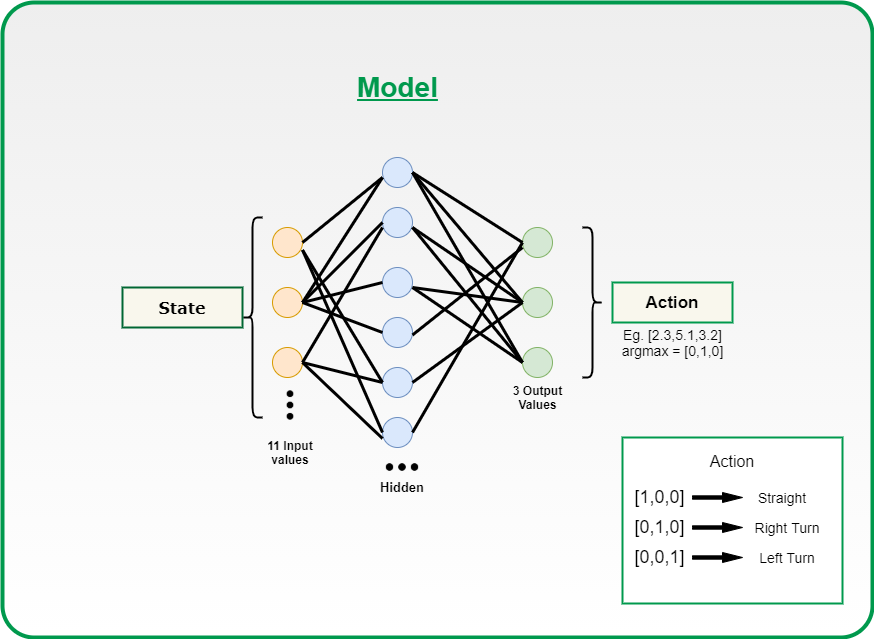 Model
State
11 Input
values
Hidden
3 Output
Values
Action
Eg. [2.3,5.1,3.2]
argmax = [0,1,0]
Action
[1,0,0] Straight
[0,1,0] Right Turn
[0,0,1] Left Turn